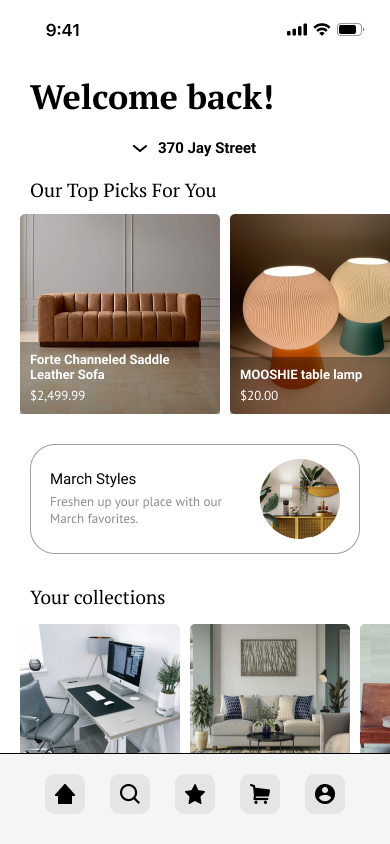 9:41
Welcome back!
370 Jay Street
Our Top Picks For You
Forte Channeled Saddle
Leather Sofa
$2,499.99
MOOSHIE table lamp
$20.00
March Styles
Freshen up your place with our
March favorites.
Your collections